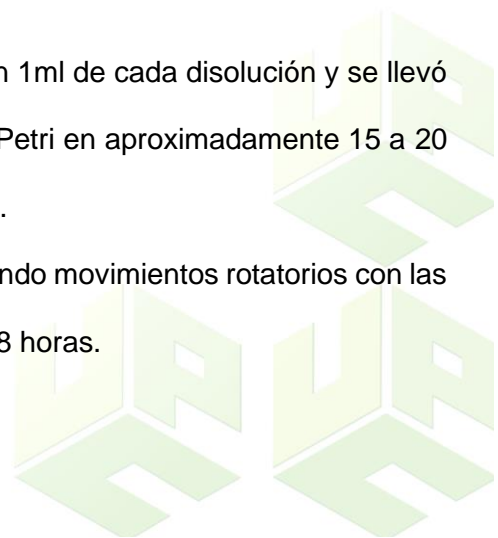 n 1ml de cada disolución y se llevó
Petri en aproximadamente 15 a 20
.
ndo movimientos rotatorios con las
8 horas.